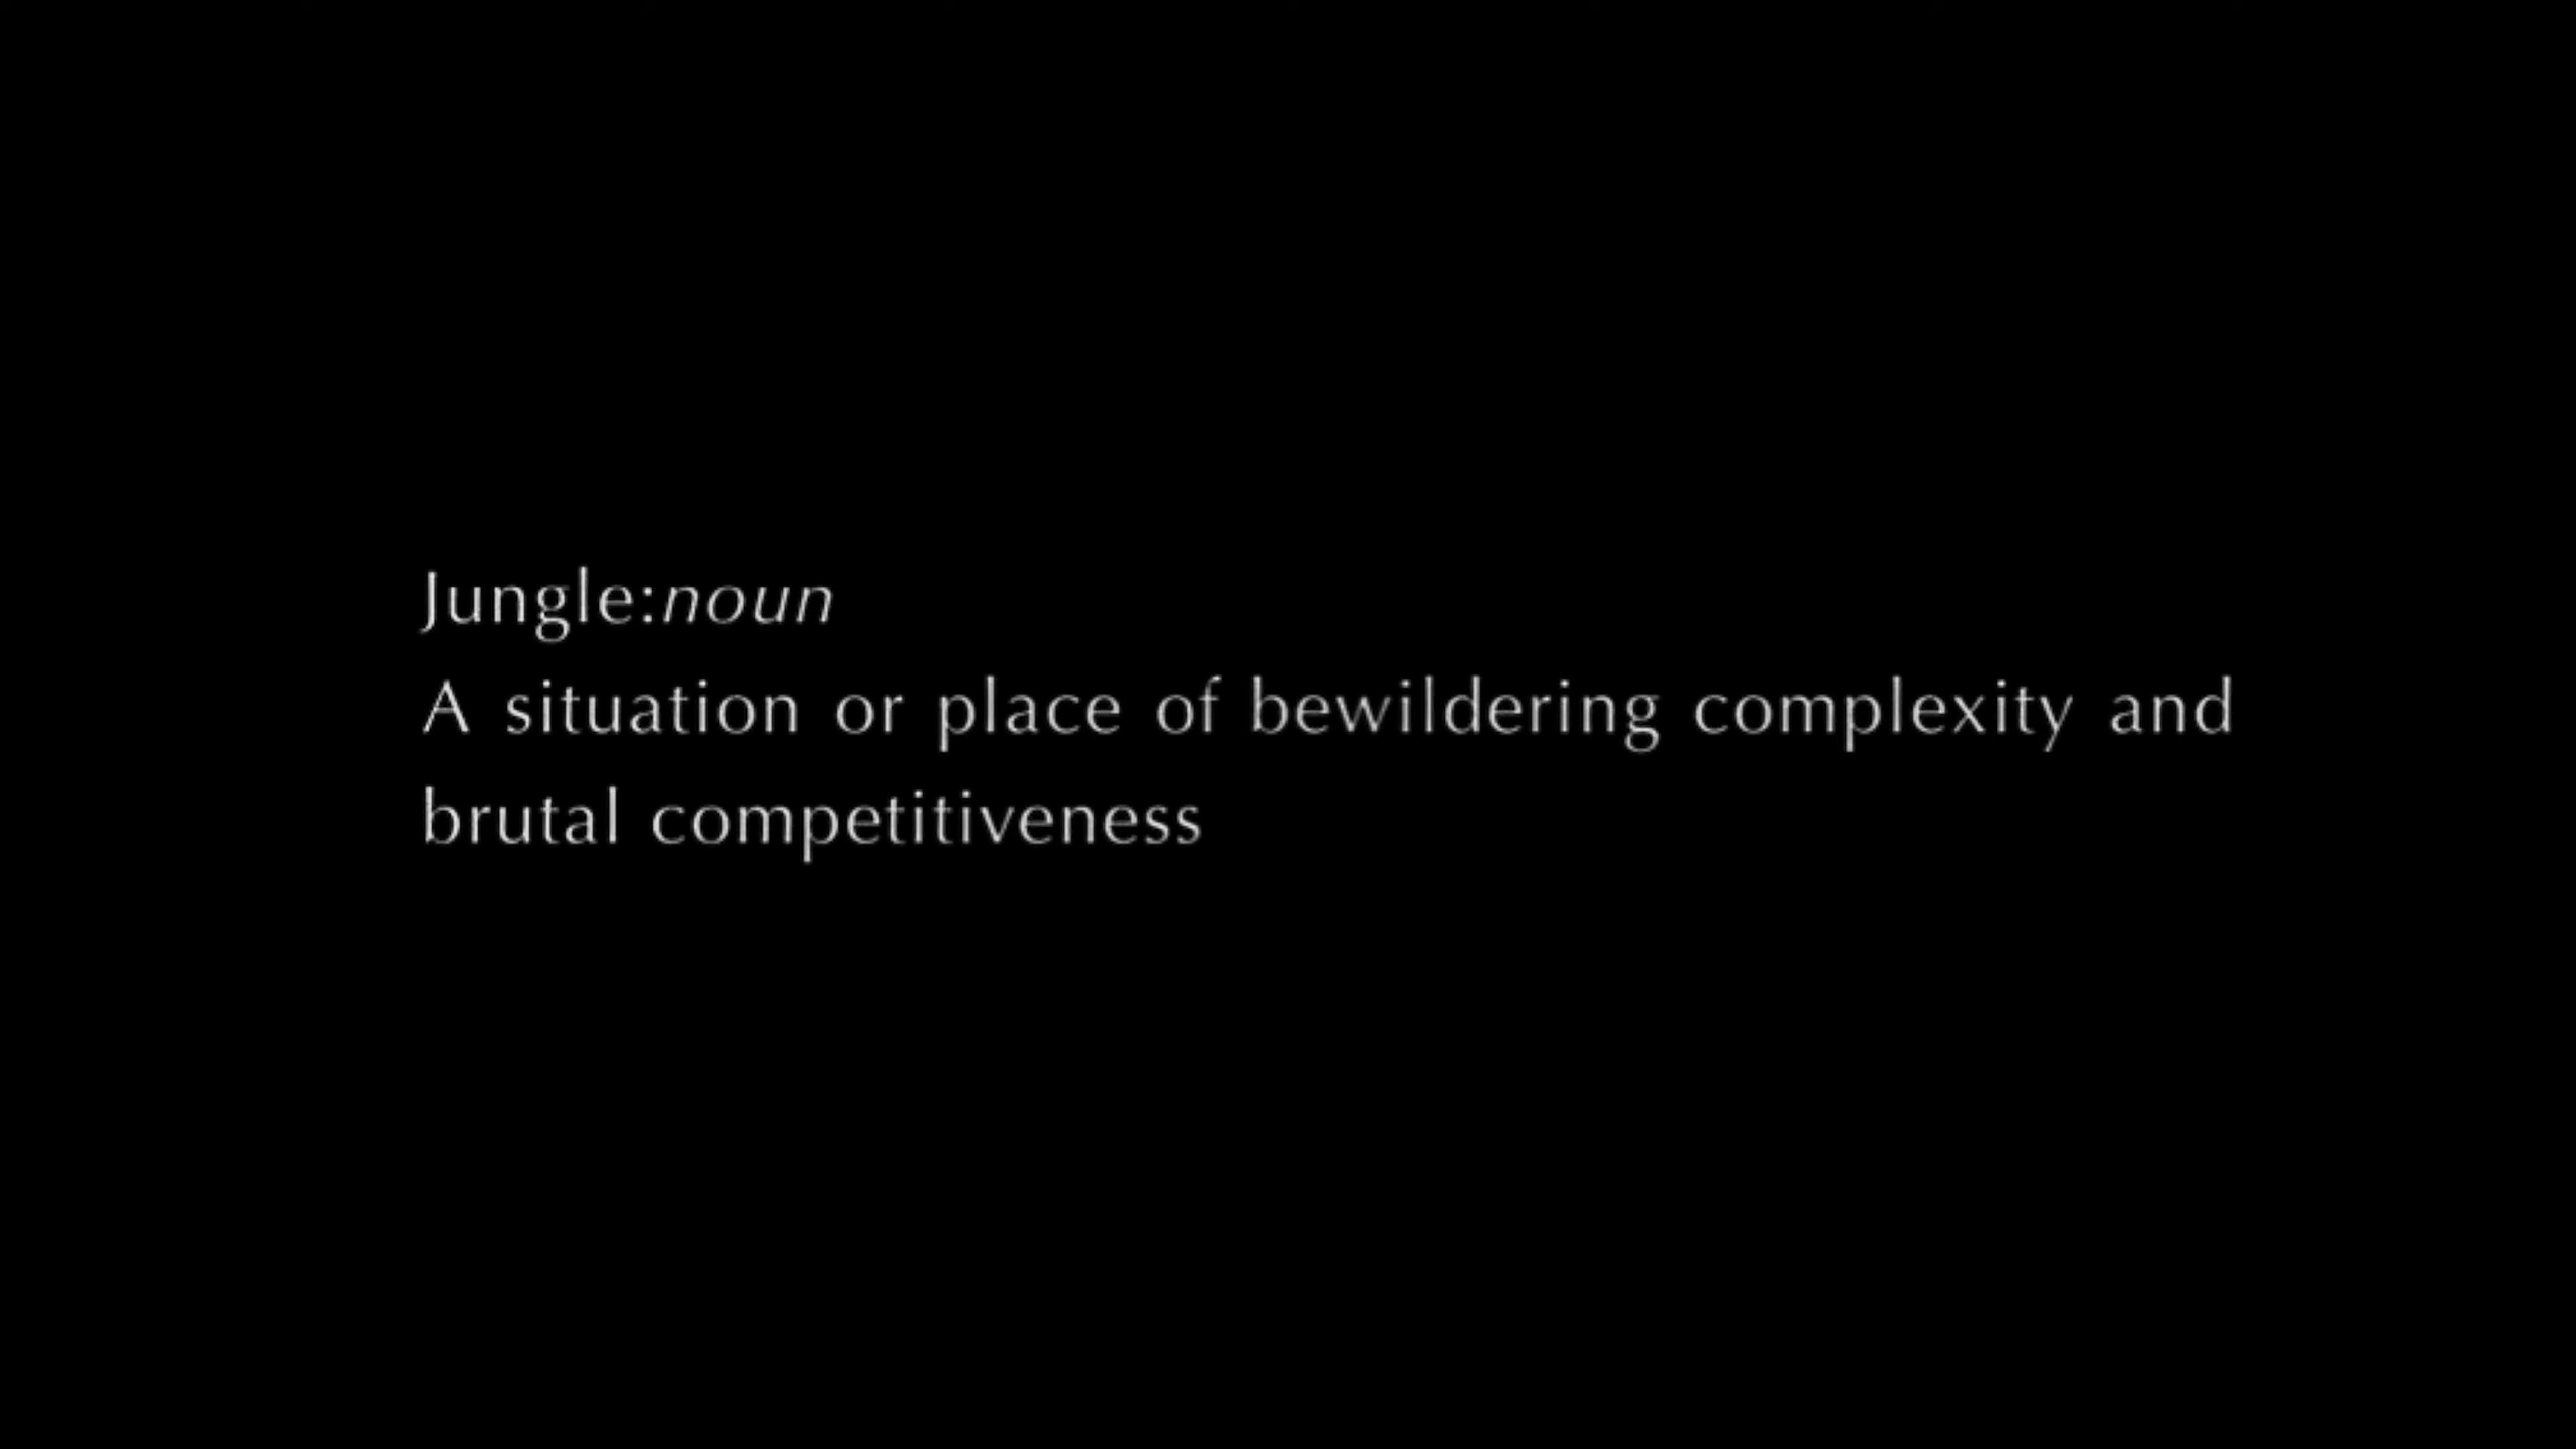 Jungle:noun
A situation or place of bewildering complexity and
brutal competitiveness